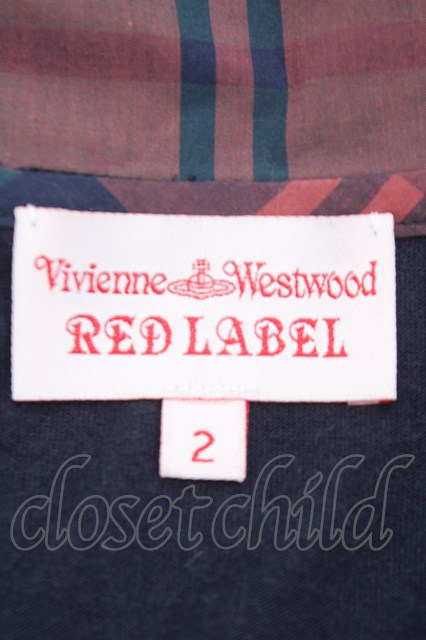 Vivienne Westwood
RED LABEL
2
closetchild